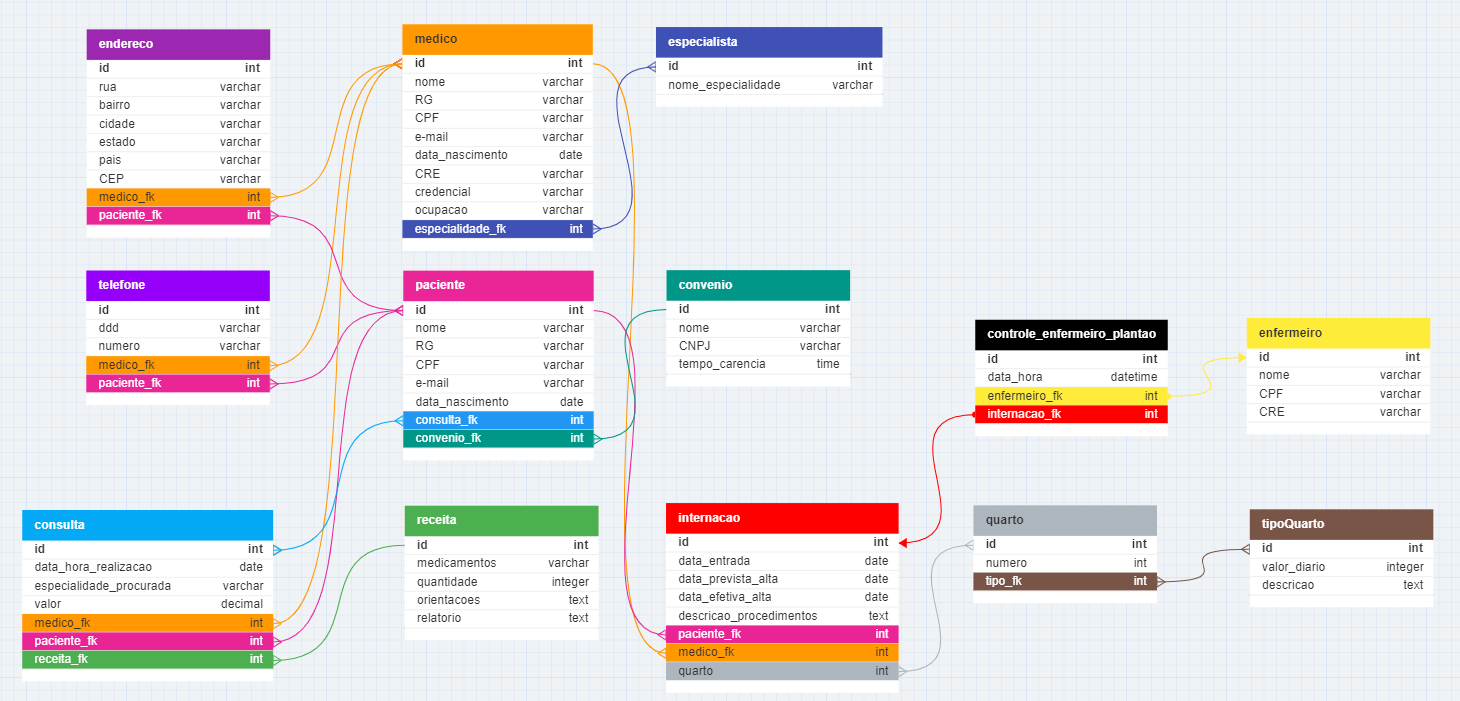 endereco
id int
rua varchar
bairro varchar
cidade varchar
estado varchar
pais varchar
CEP varchar
medico_fk int
paciente_fk int
medico
id int
nome varchar
RG varchar
CPF varchar
e-mail varchar
data_nascimento date
CRE varchar
credencial varchar
ocupacao varchar
especialidade_fk int
especialista
id int
nome_especialidade varchar
telefone
id int
ddd varchar
numero varchar
medico_fk int
paciente_fk int
paciente
id int
nome varchar
RG varchar
CPF varchar
e-mail varchar
data_nascimento date
consulta_fk int
convenio_fk int
convenio
id int
nome varchar
CNPJ varchar
tempo_carencia time
controle_enfermeiro_plantao
id int
data_hora datetime
enfermeiro_fk int
internacao_fk int
enfermeiro
id int
nome varchar
CPF varchar
CRE varchar
consulta
id int
data_hora_realizacao date
especialidade_procurada varchar
valor decimal
medico_fk int
paciente_fk int
receita_fk int
receita
id int
medicamentos varchar
quantidade integer
orientacoes text
relatorio text
internacao
id int
data_entrada date
data_prevista_alta date
data_efetiva_alta date
descricao_procedimentos text
paciente_fk int
medico_fk int
quarto int
quarto
id int
numero int
tipo_fk int
tipoQuarto
id int
valor_diario integer
descricao text